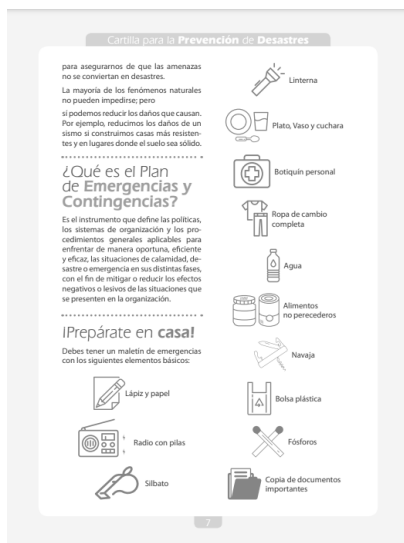 Cartilla para la Prevención de Desastres
para asegurarnos de que las amenazas
no se conviertan en desastres.
La mayoría de los fenómenos naturales
no pueden impedirse; pero
si podemos reducir los daños que causan.
Por ejemplo, reducimos los daños de un
sismo si construimos casas más resisten-
tes y en lugares donde el suelo sea sólido.
¿Qué es el Plan
de Emergencias y
Contingencias?
Es el instrumento que define las políticas,
los sistemas de organización y los pro-
cedimientos generales aplicables para
enfrentar de manera oportuna, eficiente
y eficaz, las situaciones de calamidad, de-
sastre o emergencia en sus distintas fases,
con el fin de mitigar o reducir los efectos
negativos o lesivos de las situaciones que
se presenten en la organización.
¡Prepárate en casa!
Debes tener un maletín de emergencias
con los siguientes elementos básicos:
Lápiz y papel
Radio con pilas
Silbato
Linterna
Plato, Vaso y cuchara
Botiquín personal
Ropa de cambio
completa
Agua
Alimentos
no perecederos
Navaja
Bolsa plástica
Fósforos
Copia de documentos
importantes
7